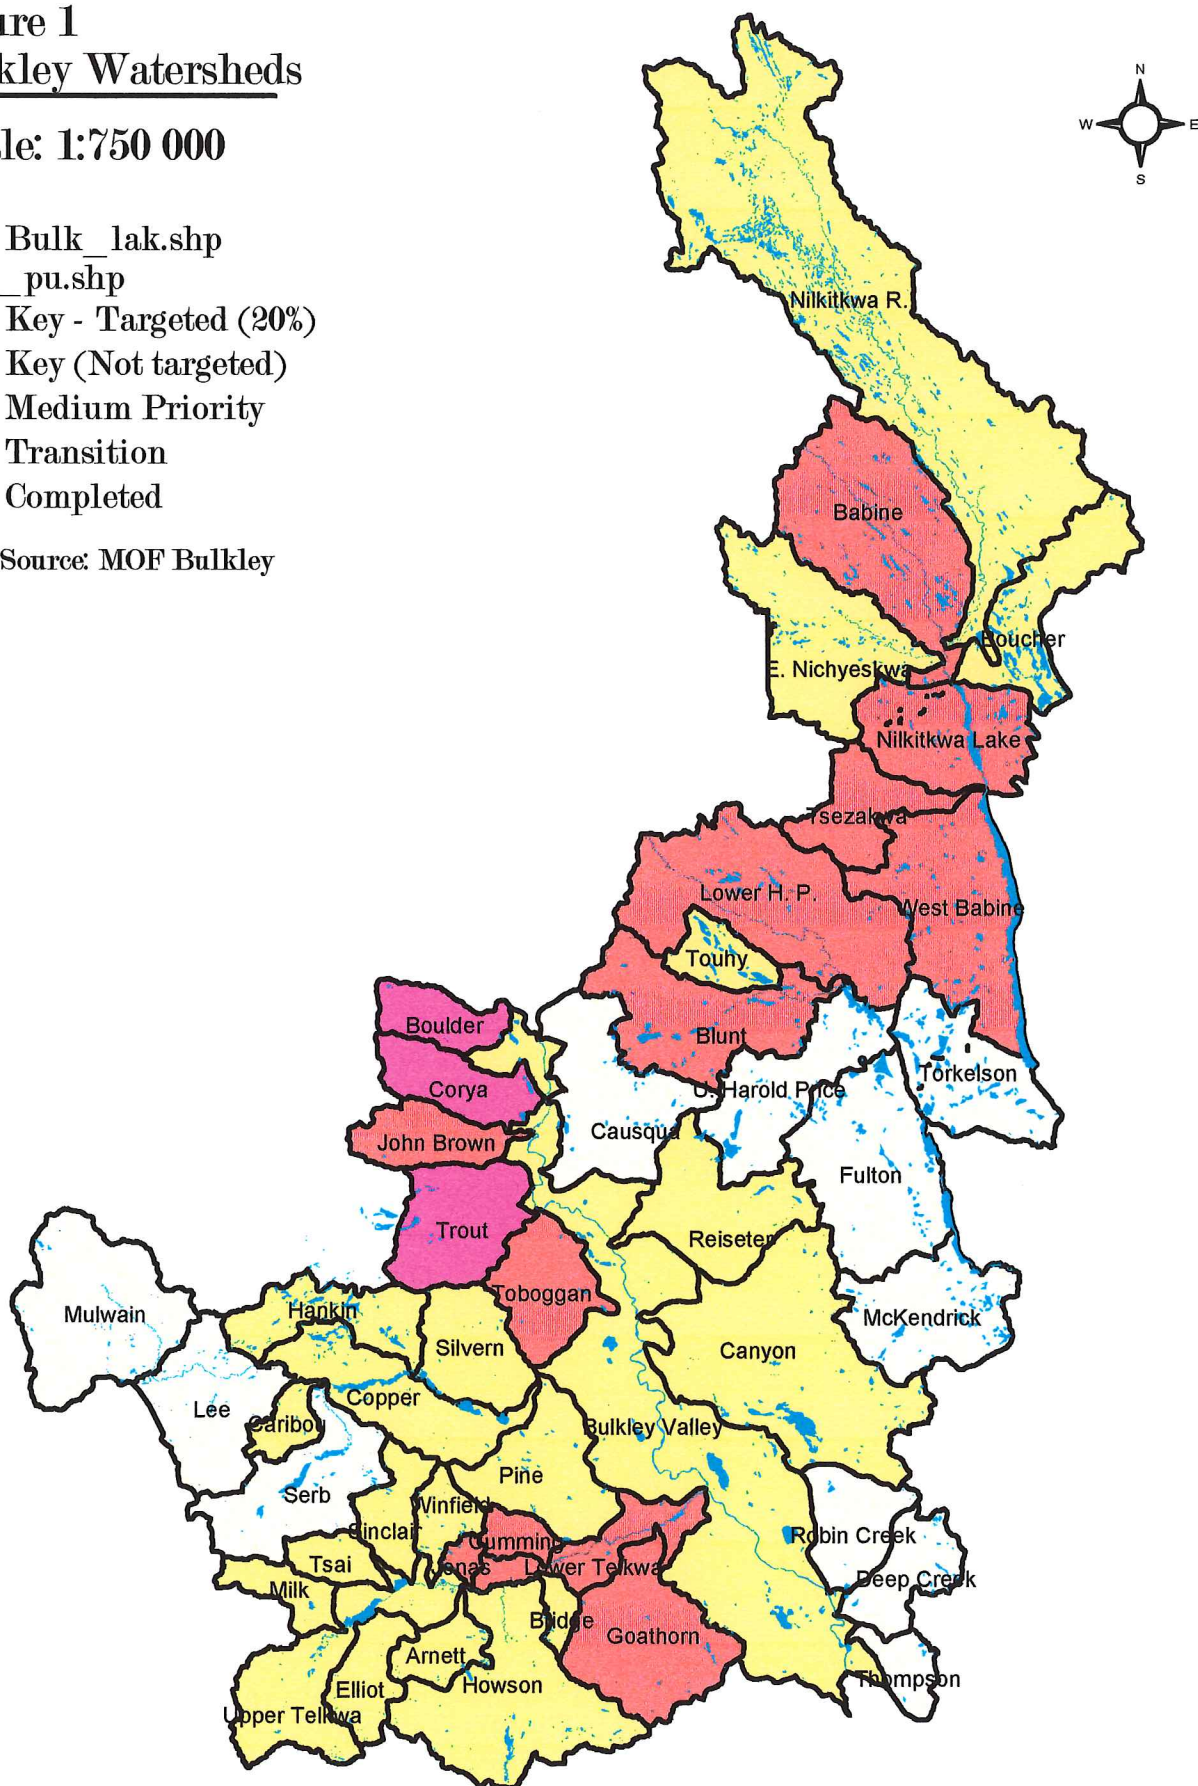 ure 1
kley Watersheds
le: 1:750 000
Bulk_lak.shp
_pu.shp
Key - Targeted (20%)
Key (Not targeted)
Medium Priority
Transition
Completed
Source: MOF Bulkley
N
W E
S
Nilkitkwa R.
Babine
Boucher
E. Nichyeskwa
Nilkitkwa Lake
Tsezakwa
Lower H. P.
West Babine
Touhy
Boulder
Blunt
Corya
U. Harold Price
Torkelson
John Brown
Causqua
Fulton
Trout
Reiseter
Toboggan
Mulwain
Hankin
McKendrick
Silvern
Canyon
Copper
Lee
Caribou
Bulkley Valley
Pine
Serb
Winfield
Sinclair
Cumming
Robin Creek
Tsai
Jonas
Lower Telkwa
Milk
Deep Creek
Bridge
Goathorn
Arnett
Howson
Thompson
Elliot
Upper Telkwa